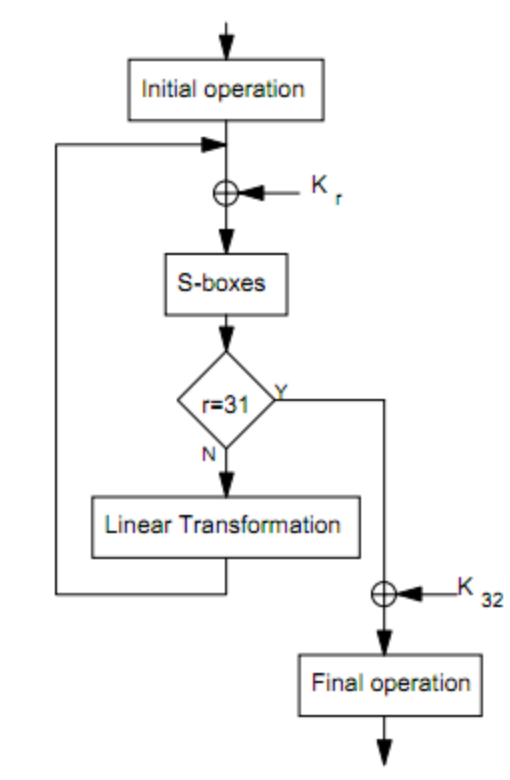 Initial operation
K r
S-boxes
r=31
Y
N
Linear Transformation
K 32
Final operation